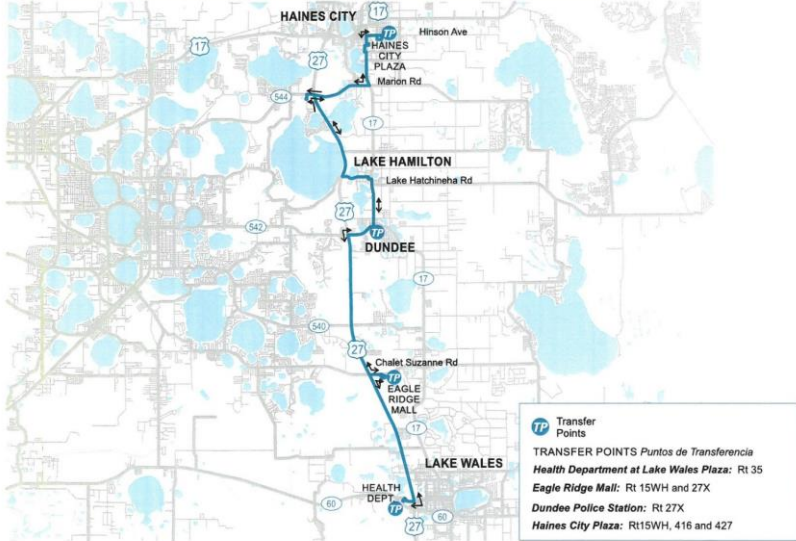 HAINES CITY
17
TP
Hinson Ave
HAINES
CITY
PLAZA
17
27
Marion Rd
544
17
LAKE HAMILTON
Lake Hatchineha Rd
27
542
TP
DUNDEE
17
540
27
Chalet Suzanne Rd
TP
EAGLE
RIDGE
MALL
17
LAKE WALES
HEALTH
DEPT
60
TP
60
27
TP Transfer
Points
TRANSFER POINTS Puntos de Transferencia
Health Department at Lake Wales Plaza: Rt 35
Eagle Ridge Mall: Rt 15WH and 27X
Dundee Police Station: Rt 27X
Haines City Plaza: Rt15WH, 416 and 427